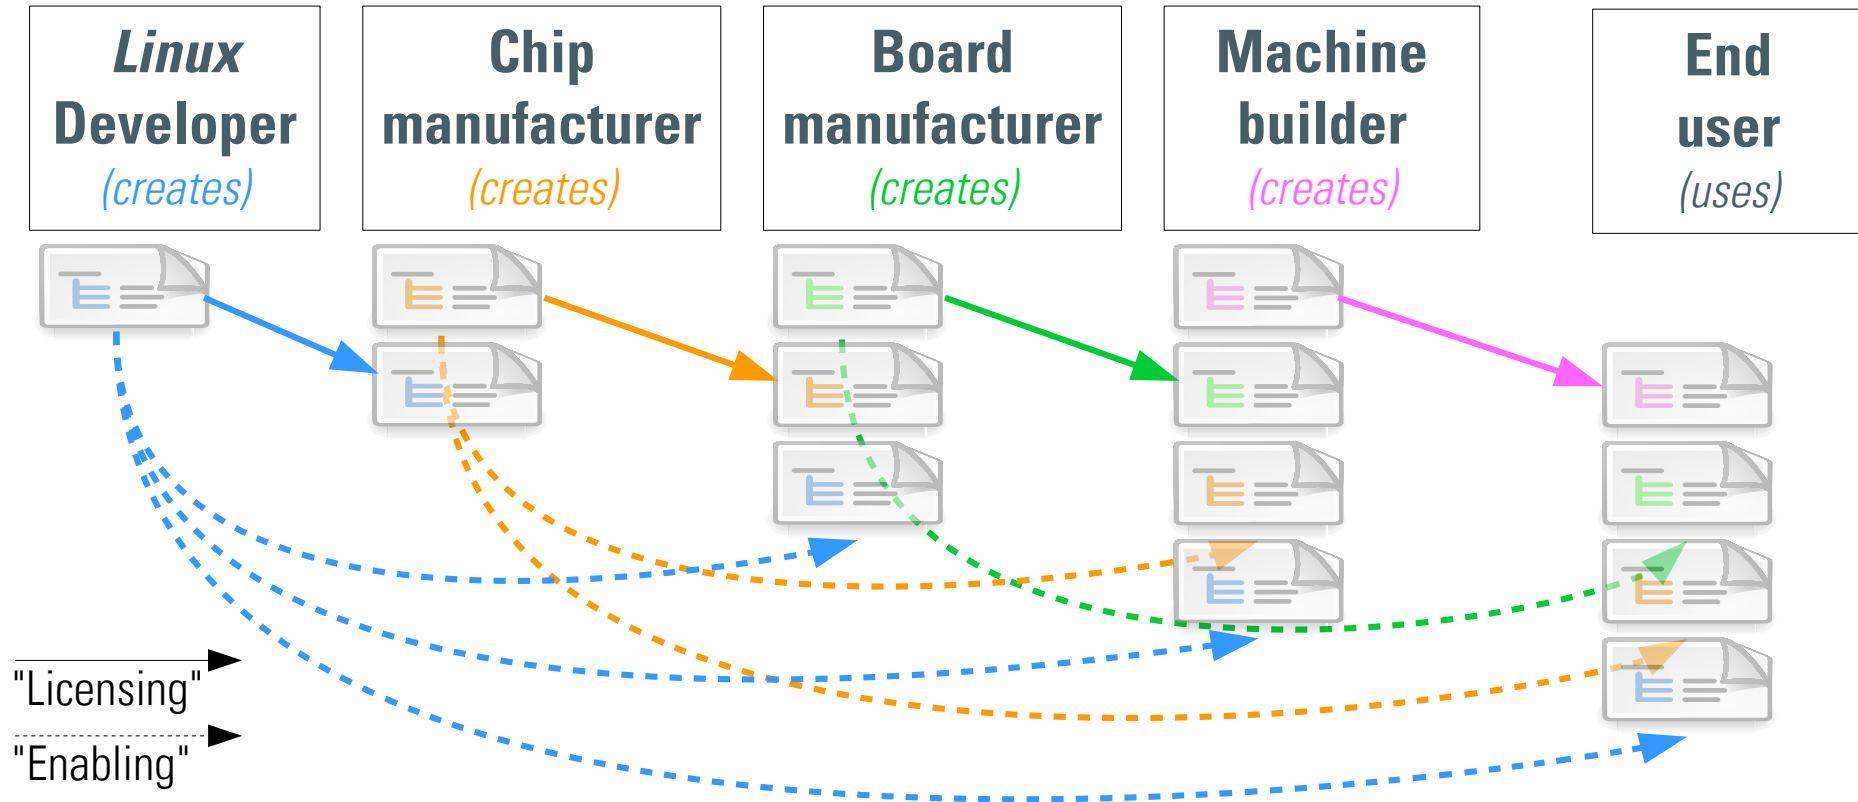 Linux
Developer
(creates)
Chip
manufacturer
(creates)
Board
manufacturer
(creates)
Machine
builder
(creates)
End
user
(uses)
"Licensing"
"Enabling"